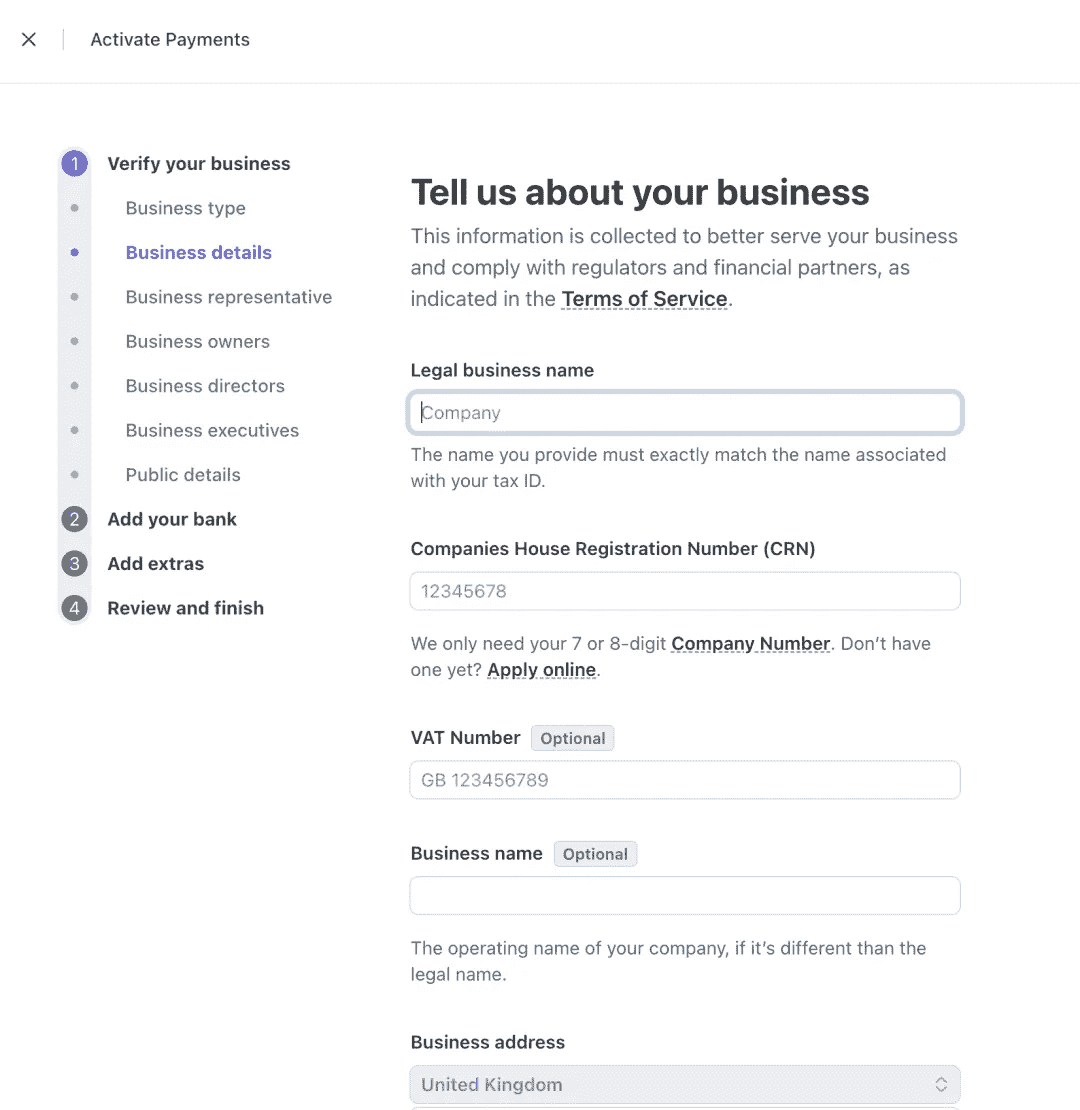 Activate Payments
1 Verify your business
Business type
Business details
Business representative
Business owners
Business directors
Business executives
Public details
2 Add your bank
3 Add extras
4 Review and finish
Tell us about your business
This information is collected to better serve your business
and comply with regulators and financial partners, as
indicated in the Terms of Service.
Legal business name
Company
The name you provide must exactly match the name associated
with your tax ID.
Companies House Registration Number (CRN)
12345678
We only need your 7 or 8-digit Company Number. Don’t have
one yet? Apply online.
VAT Number Optional
GB 123456789
Business name Optional
The operating name of your company, if it’s different than the
legal name.
Business address
United Kingdom